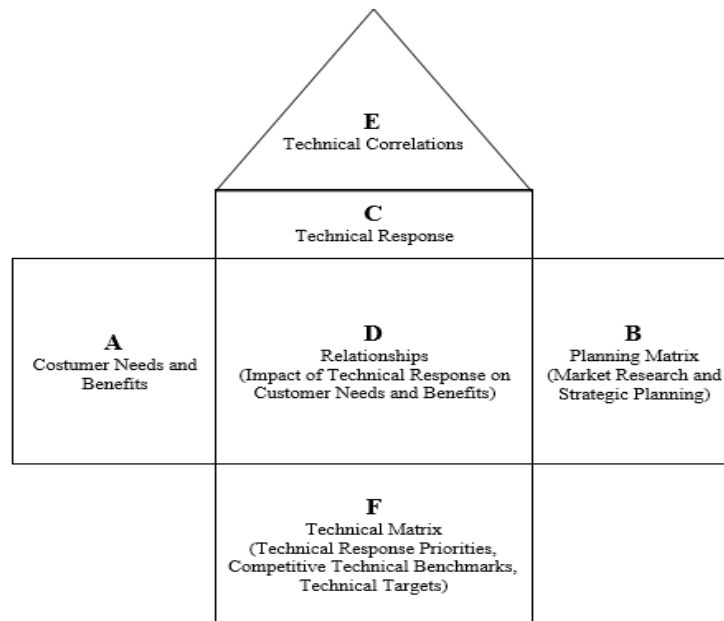 E
Technical Correlations
C
Technical Response
A
Costumer Needs and
Benefits
D
Relationships
(Impact of Technical Response on
Customer Needs and Benefits)
B
Planning Matrix
(Market Research and
Strategic Planning)
F
Technical Matrix
(Technical Response Priorities,
Competitive Technical Benchmarks,
Technical Targets)